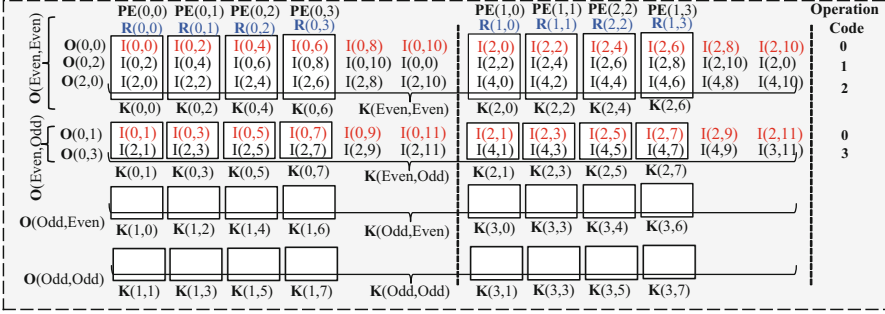 PE(0,0) PE(0,1) PE(0,2) PE(0,3) PE(1,0) PE(1,1) PE(2,2) PE(1,3) Operation
R(0,0) R(0,1) R(0,2) R(0,3) R(1,0) R(1,1) R(2,2) R(1,3) Code
O(Even,Even)
O(0,0) I(0,0) I(0,2) I(0,4) I(0,6) I(0,8) I(0,10) I(2,0) I(2,2) I(2,4) I(2,6) I(2,8) I(2,10) 0
O(0,2) I(0,2) I(0,4) I(0,6) I(0,8) I(0,10) I(0,0) I(2,2) I(2,4) I(2,6) I(2,8) I(2,10) I(2,0) 1
O(2,0) I(2,0) I(2,2) I(2,4) I(2,6) I(2,8) I(2,10) I(4,0) I(4,2) I(4,4) I(4,6) I(4,8) I(4,10) 2
K(0,0) K(0,2) K(0,4) K(0,6) K(Even,Even) K(2,0) K(2,2) K(2,4) K(2,6)
O(Even,Odd)
O(0,1) I(0,1) I(0,3) I(0,5) I(0,7) I(0,9) I(0,11) I(2,1) I(2,3) I(2,5) I(2,7) I(2,9) I(2,11) 0
O(0,3) I(2,1) I(2,3) I(2,5) I(2,7) I(2,9) I(2,11) I(4,1) I(4,3) I(4,5) I(4,7) I(4,9) I(3,11) 3
K(0,1) K(0,3) K(0,5) K(0,7) K(Even,Odd) K(2,1) K(2,3) K(2,5) K(2,7)
O(Odd,Even)
K(1,0) K(1,2) K(1,4) K(1,6) K(Odd,Even) K(3,0) K(3,3) K(3,4) K(3,6)
O(Odd,Odd)
K(1,1) K(1,3) K(1,5) K(1,7) K(Odd,Odd) K(3,1) K(3,3) K(3,5) K(3,7)